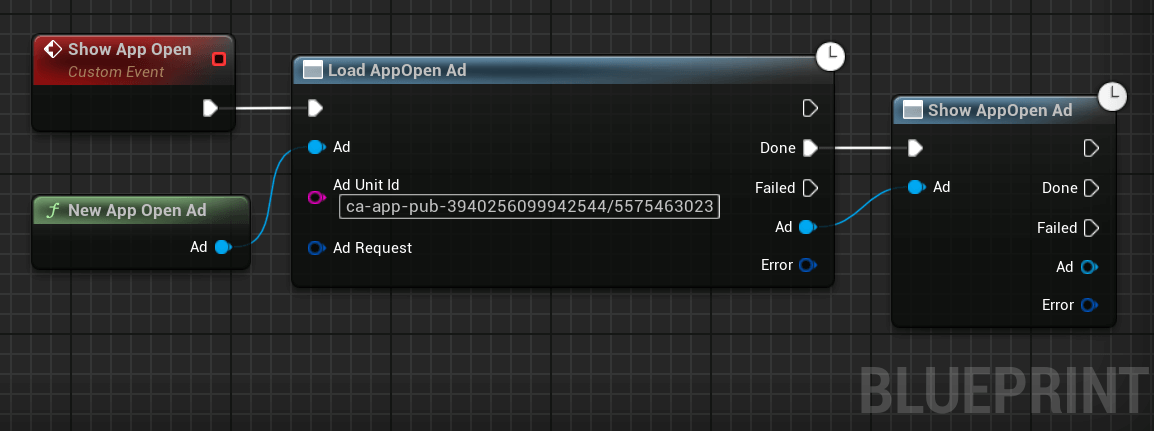 Show App Open
Custom Event
Load AppOpen Ad
Ad
Done
Ad Unit Id
ca-app-pub-3940256099942544/5575463023
Failed
Ad
Ad Request
Error
New App Open Ad
Ad
Show AppOpen Ad
Ad
Done
Failed
Ad
Error
BLUEPRINT